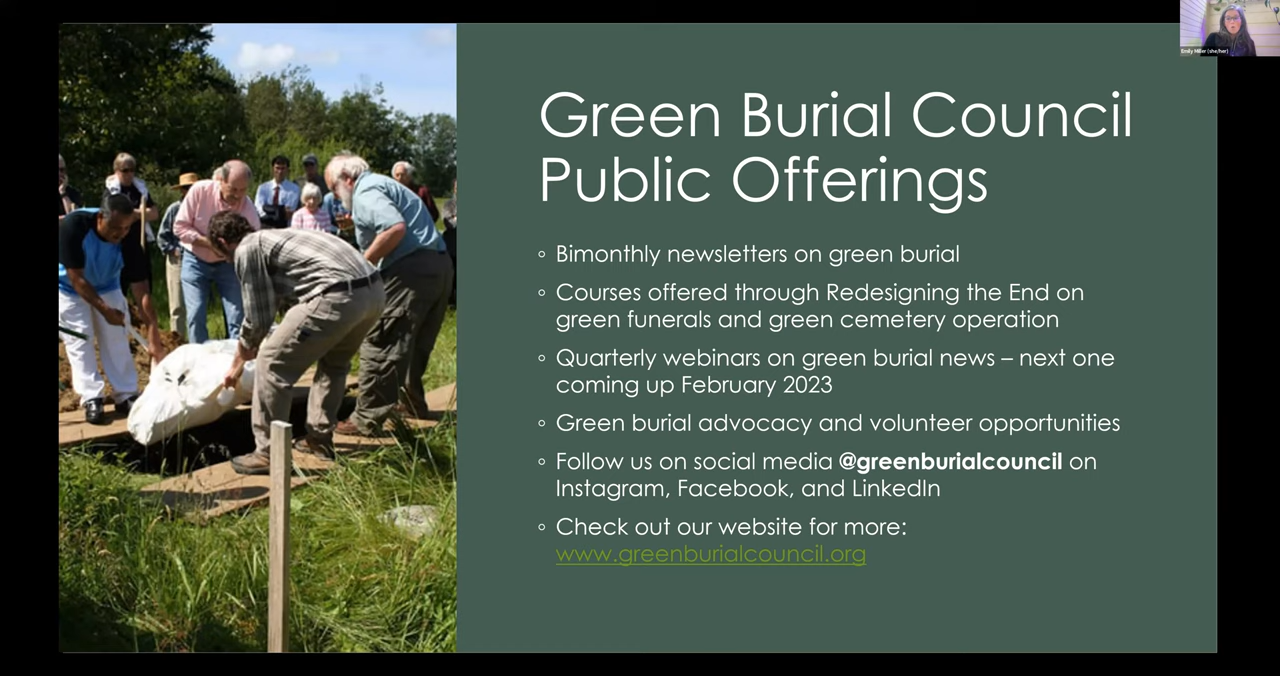 Emily Miller (she/her)
Green Burial Council
Public Offerings
◦ Bimonthly newsletters on green burial
◦ Courses offered through Redesigning the End on
green funerals and green cemetery operation
◦ Quarterly webinars on green burial news – next one
coming up February 2023
◦ Green burial advocacy and volunteer opportunities
◦ Follow us on social media @greenburialcouncil on
Instagram, Facebook, and LinkedIn
◦ Check out our website for more:
www.greenburialcouncil.org